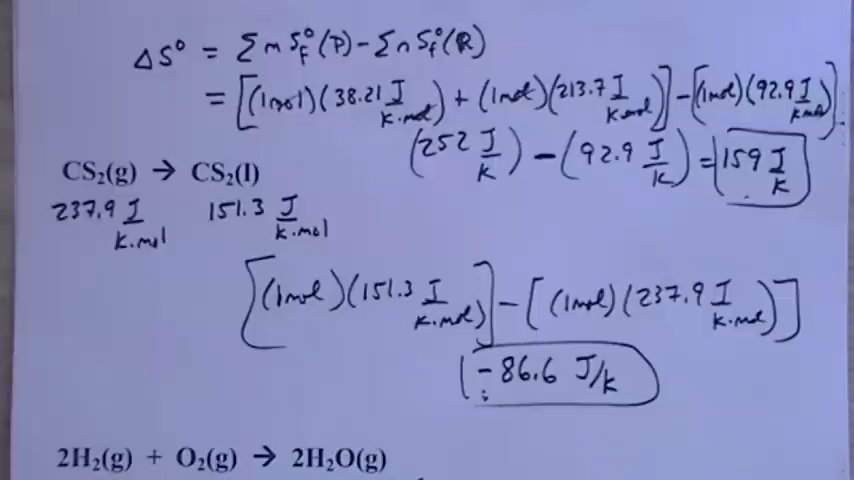 ΔS° = Σm S°f (P) – Σn S°f (R)
= [(1mol)(38.21 J/K.mol) + (1mol)(213.7 J/K.mol)] – [(1mol)(92.9 J/K.mol)]
(252 J/K) – (92.9 J/K) = 159 J/K
CS₂(g) → CS₂(l)
237.9 J/K.mol 151.3 J/K.mol
[(1mol)(151.3 J/K.mol)] – [(1mol)(237.9 J/K.mol)]
-86.6 J/K
2H₂(g) + O₂(g) → 2H₂O(g)